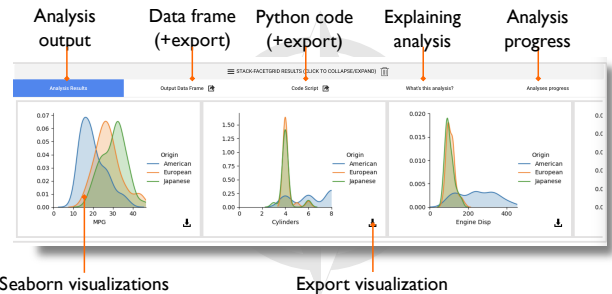 Analysis output
Data frame (+export)
Python code (+export)
Explaining analysis
Analysis progress
STACK-FACETGRID RESULTS (CLICK TO COLLAPSE/EXPAND)
Analysis Results
Output Data Frame
Code Script
What's this analysis?
Analyses progress
0.07
0.06
0.05
0.04
0.03
0.02
0.01
0.00
0 10 20 30 40
MPG
Origin
American
European
Japanese
1.50
1.25
1.00
0.75
0.50
0.25
0.00
0 2 4 6 8
Cylinders
Origin
American
European
Japanese
0.020
0.015
0.010
0.005
0.000
0 200 400
Engine Disp
Origin
American
European
Japanese
Seaborn visualizations
Export visualization